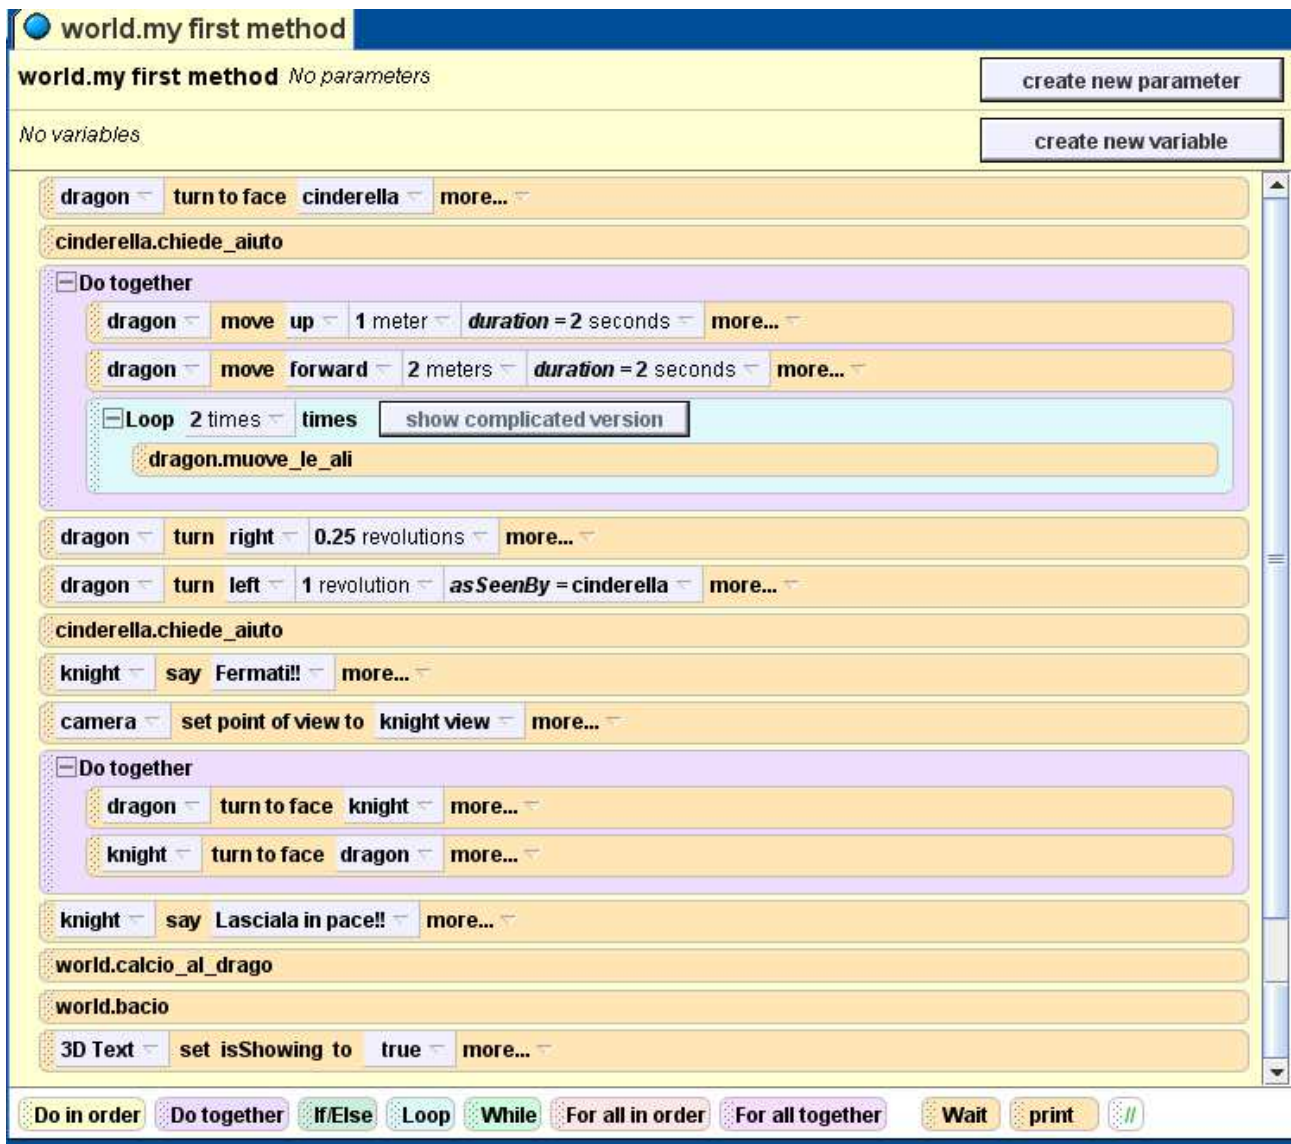 world.my first method
world.my first method No parameters create new parameter
No variables create new variable
dragon turn to face cinderella more...
cinderella.chiede_aiuto
Do together
dragon move up 1 meter duration = 2 seconds more...
dragon move forward 2 meters duration = 2 seconds more...
Loop 2 times times show complicated version
dragon.muove_le_ali
dragon turn right 0.25 revolutions more...
dragon turn left 1 revolution asSeenBy = cinderella more...
cinderella.chiede_aiuto
knight say Fermati!! more...
camera set point of view to knight view more...
Do together
dragon turn to face knight more...
knight turn to face dragon more...
knight say Lasciala in pace!! more...
world.calcio_al_drago
world.bacio
3D Text set isShowing to true more...
Do in order Do together If/Else Loop While For all in order For all together Wait print //